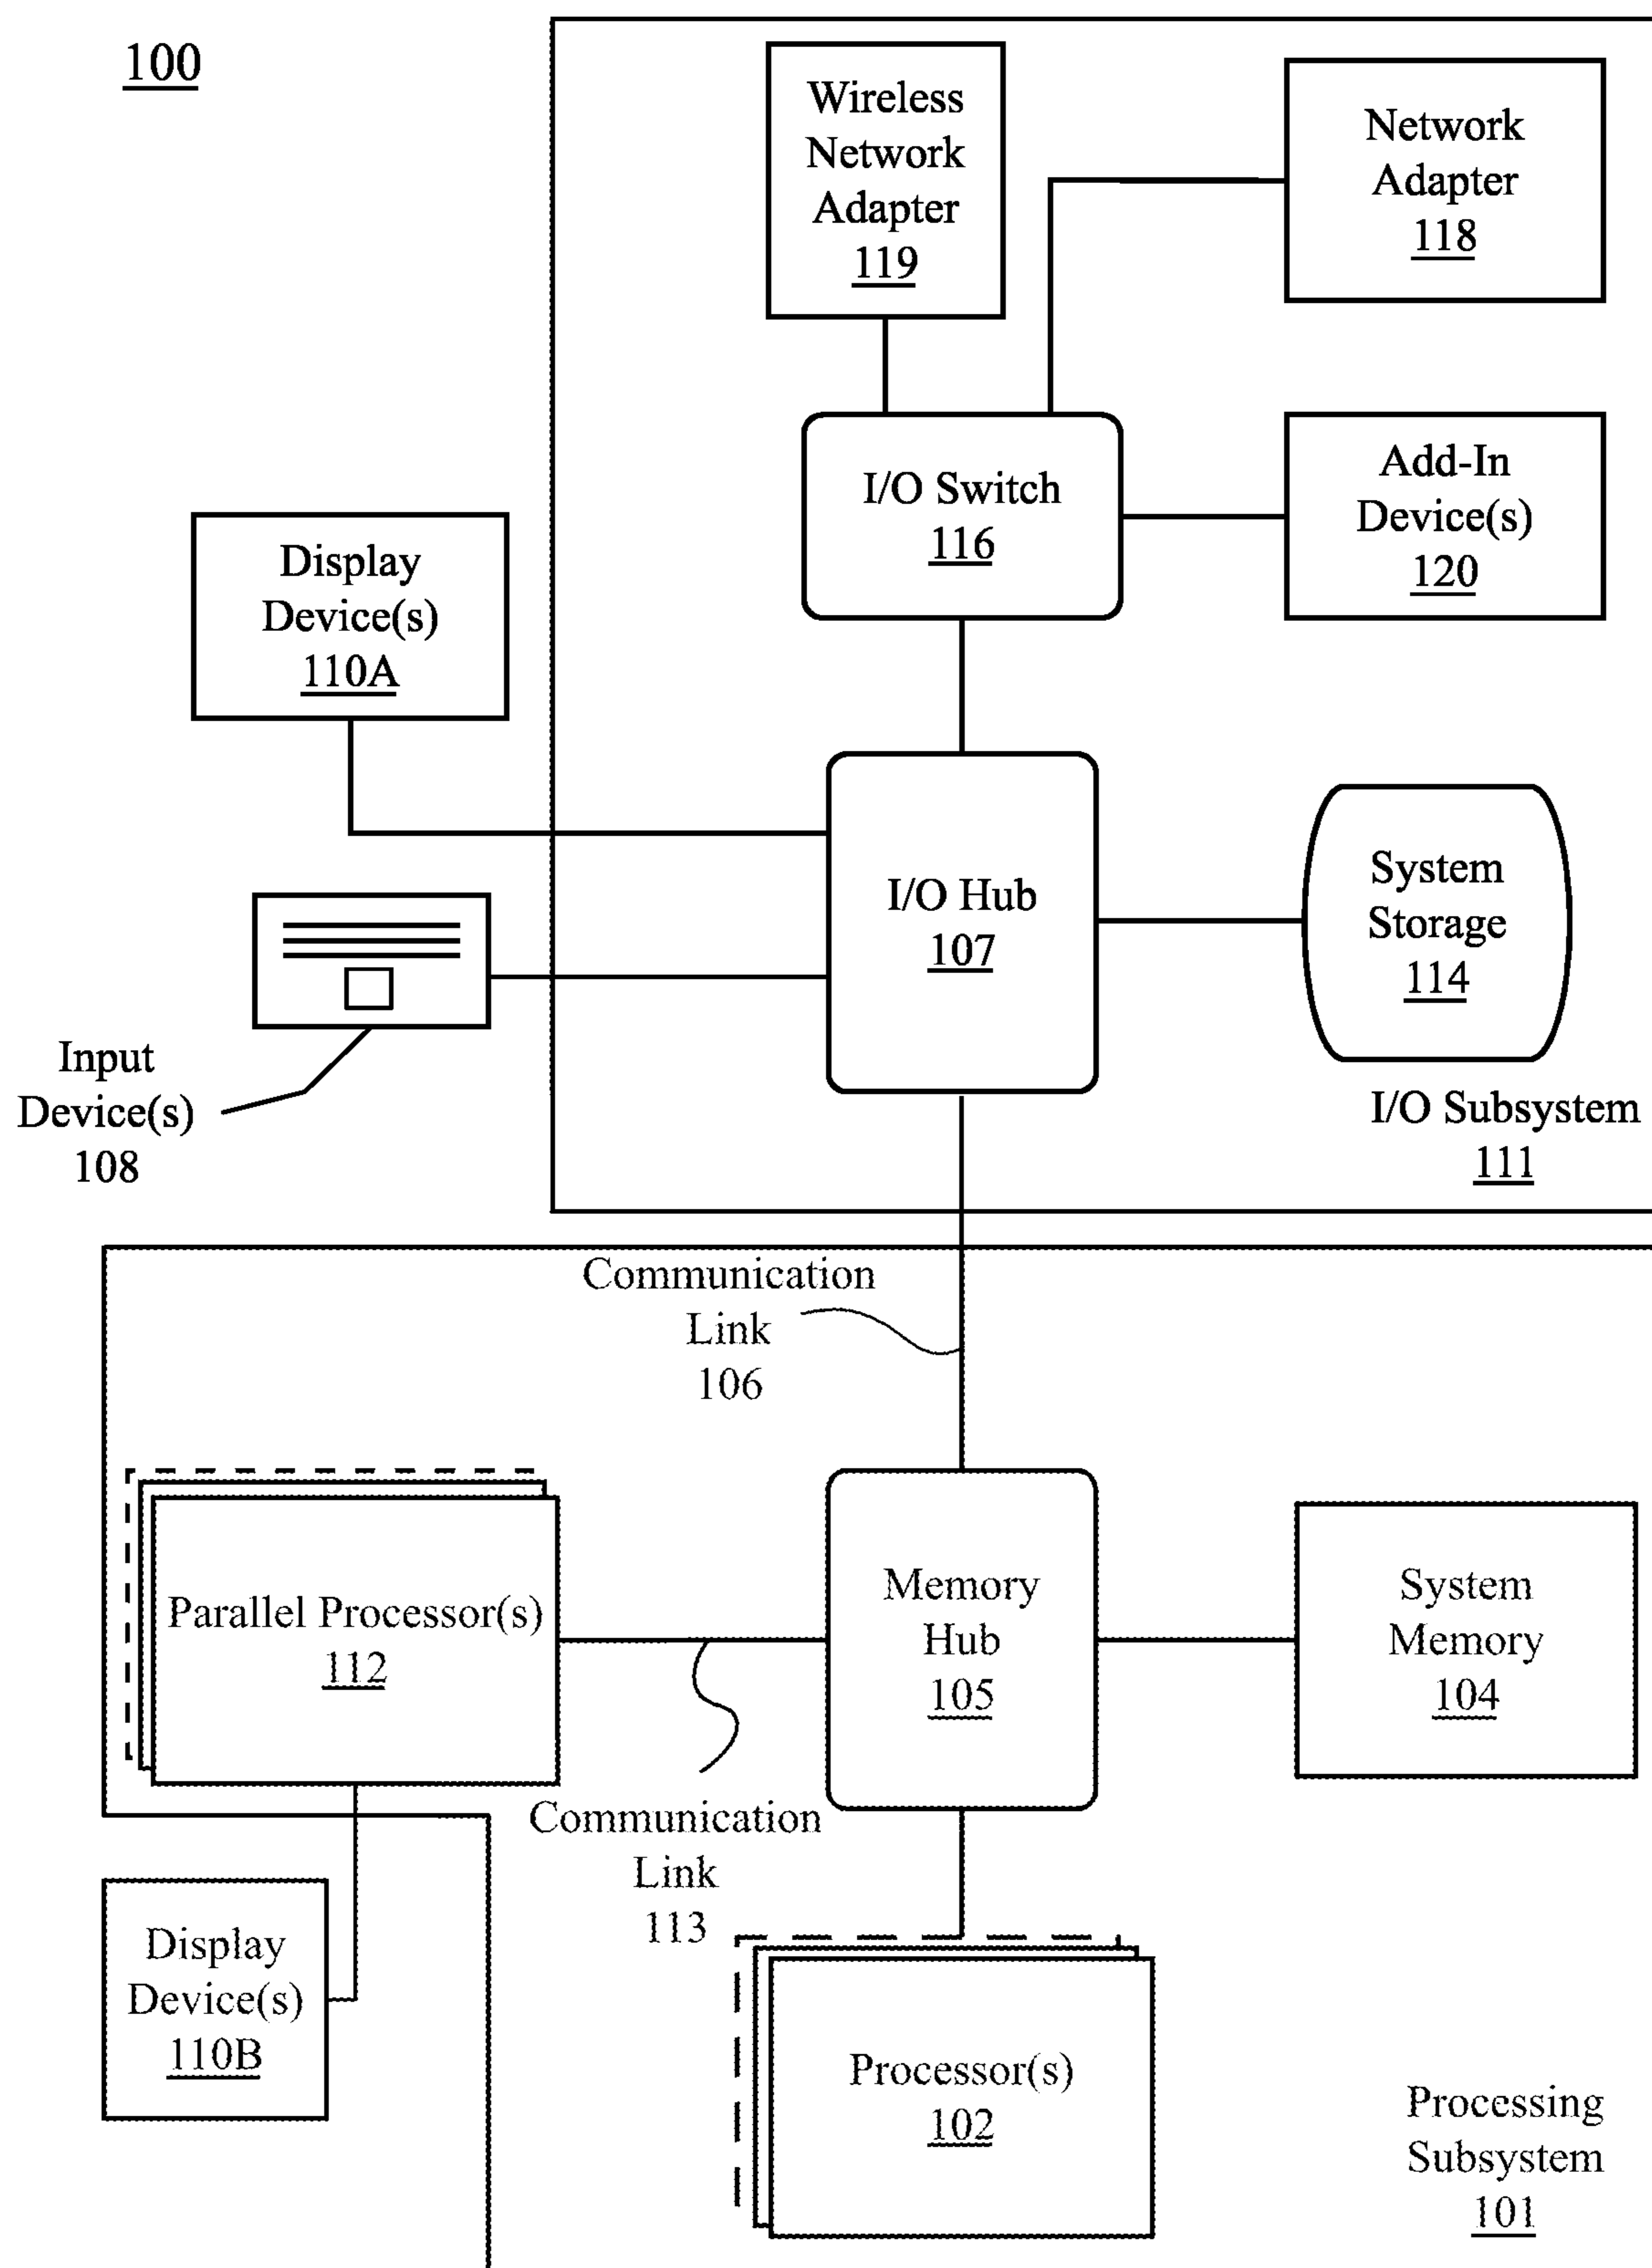 100
Wireless
Network
Adapter
119
Network
Adapter
118
I/O Switch
116
Add-In
Device(s)
120
Display
Device(s)
110A
I/O Hub
107
System
Storage
114
Input
Device(s)
108
I/O Subsystem
111
Communication
Link
106
Parallel Processor(s)
112
Memory
Hub
105
System
Memory
104
Communication
Link
113
Display
Device(s)
110B
Processor(s)
102
Processing
Subsystem
101